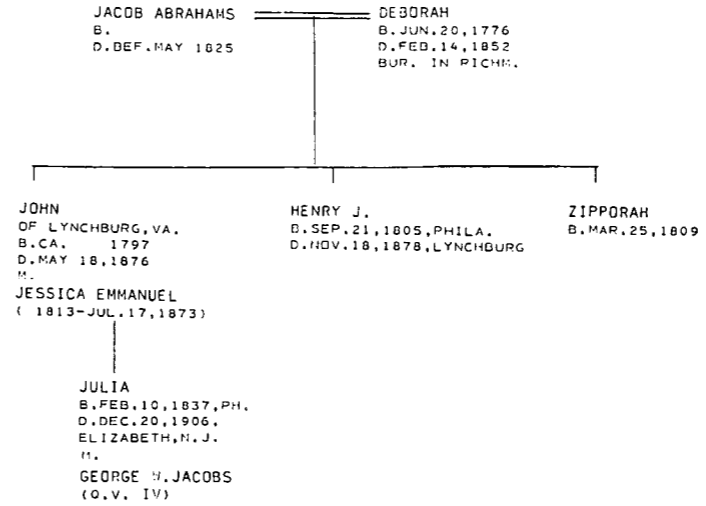 JACOB ABRAHAMS
B.
D.BEF.MAY 1825
DEBORAH
B.JUN.20,1776
D.FEB.14,1852
BUR. IN RICHM.
JOHN
OF LYNCHBURG,VA.
B.CA. 1797
D.MAY 18,1876
M.
JESSICA EMMANUEL
( 1813-JUL.17,1873)
HENRY J.
B.SEP.21,1805,PHILA.
D.NOV.18,1878,LYNCHBURG
ZIPPORAH
B.MAR.25,1809
JULIA
B.FEB.10,1837,PH.
D.DEC.20,1906.
ELIZABETH,N.J.
M.
GEORGE W.JACOBS
(Q.V. IV)